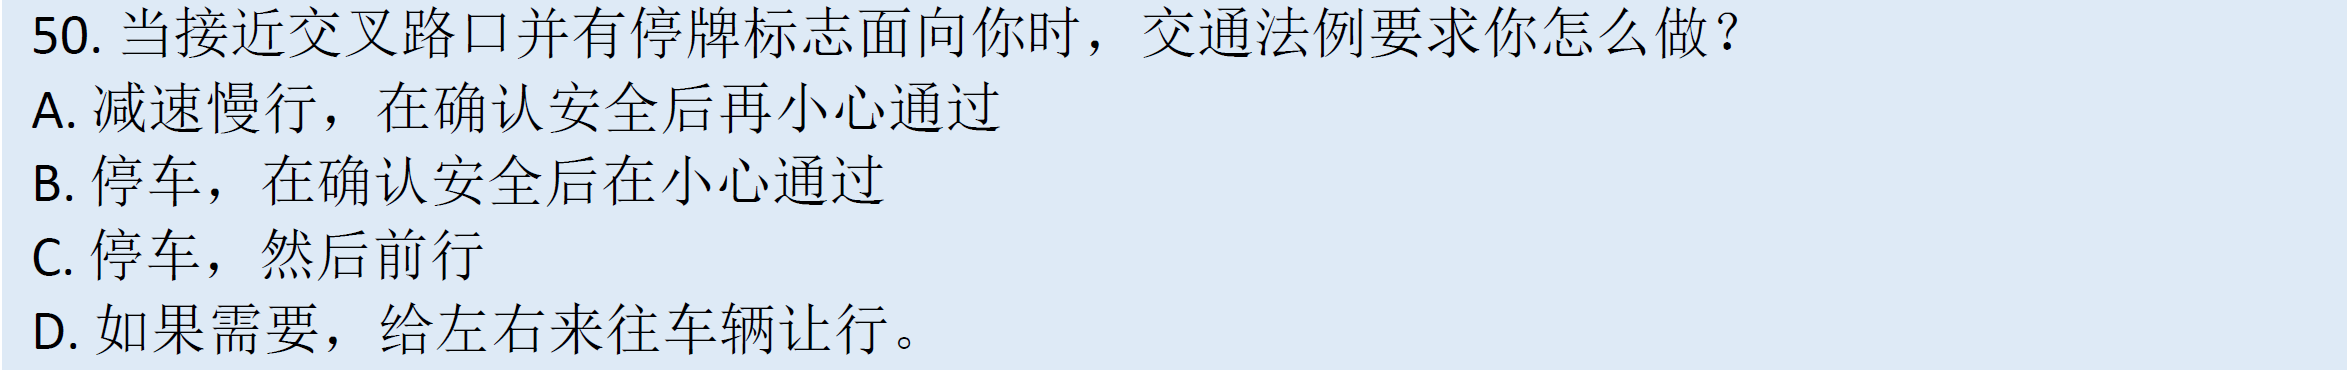 50. 当接近交叉路口并有停牌标志面向你时，交通法例要求你怎么做？
A. 减速慢行，在确认安全后再小心通过
B. 停车，在确认安全后在小心通过
C. 停车，然后前行
D. 如果需要，给左右来往车辆让行。